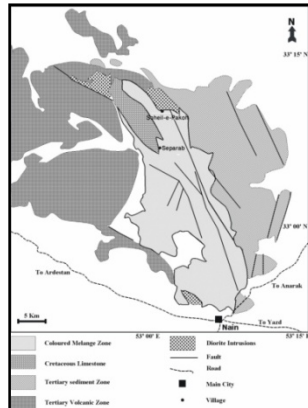 N
33° 15' N
Soheil-e-Pakuh
Separab
33° 00' N
To Ardestan
To Anarak
5 Km
Nain
To Yazd
53° 00' E
53° 15' E
Coloured Melange Zone
Cretaceous Limestone
Tertiary sediment Zone
Tertiary Volcanic Zone
Diorite Intrusions
Fault
Road
Main City
Village